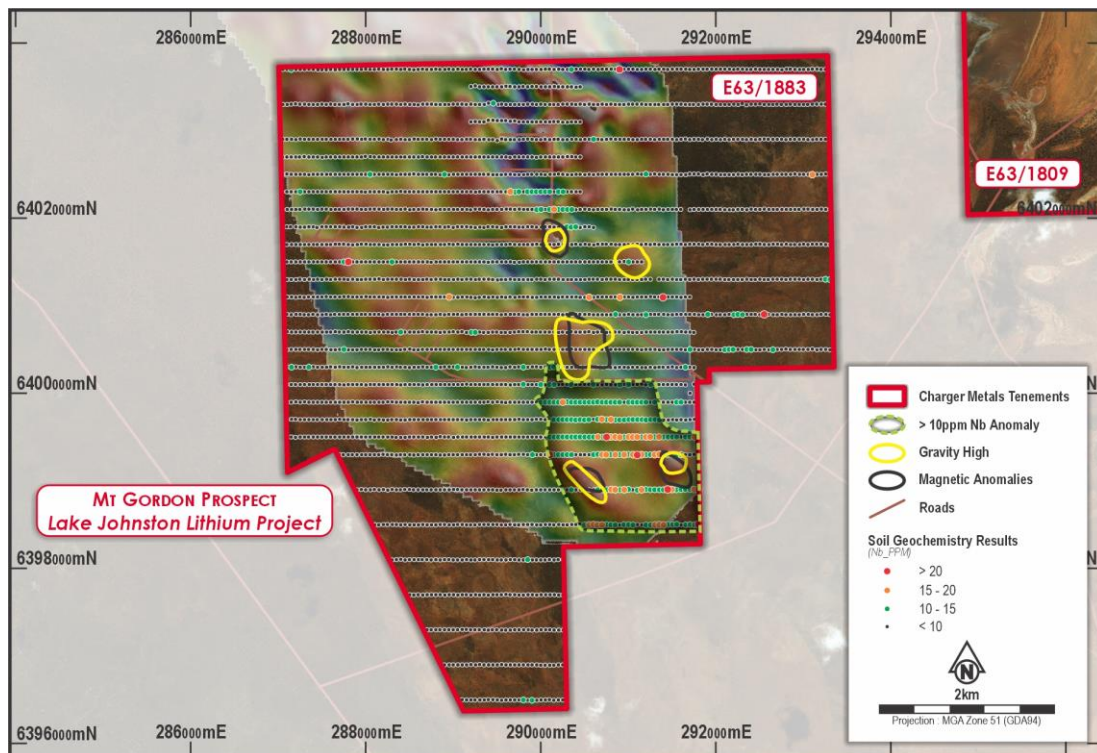 286000mE
288000mE
290000mE
292000mE
294000mE
E63/1883
E63/1809
6402000mN
6402000mN
6400000mN
6398000mN
6396000mN
286000mE
288000mE
290000mE
292000mE
MT GORDON PROSPECT
Lake Johnston Lithium Project
Charger Metals Tenements
> 10ppm Nb Anomaly
Gravity High
Magnetic Anomalies
Roads
Soil Geochemistry Results
(Nb_PPM)
> 20
15 - 20
10 - 15
< 10
N
2km
Projection : MGA Zone 51 (GDA94)